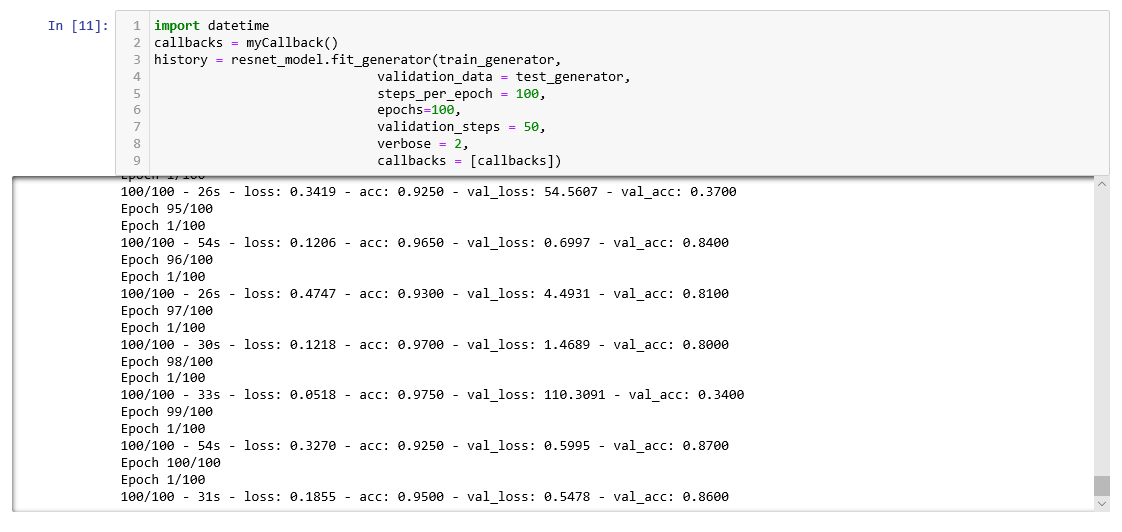 In [11]:
1 import datetime
2 callbacks = myCallback()
3 history = resnet_model.fit_generator(train_generator,
4 validation_data = test_generator,
5 steps_per_epoch = 100,
6 epochs=100,
7 validation_steps = 50,
8 verbose = 2,
9 callbacks = [callbacks])
Epoch 1/100
100/100 - 26s - loss: 0.3419 - acc: 0.9250 - val_loss: 54.5607 - val_acc: 0.3700
Epoch 95/100
Epoch 1/100
100/100 - 54s - loss: 0.1206 - acc: 0.9650 - val_loss: 0.6997 - val_acc: 0.8400
Epoch 96/100
Epoch 1/100
100/100 - 26s - loss: 0.4747 - acc: 0.9300 - val_loss: 4.4931 - val_acc: 0.8100
Epoch 97/100
Epoch 1/100
100/100 - 30s - loss: 0.1218 - acc: 0.9700 - val_loss: 1.4689 - val_acc: 0.8000
Epoch 98/100
Epoch 1/100
100/100 - 33s - loss: 0.0518 - acc: 0.9750 - val_loss: 110.3091 - val_acc: 0.3400
Epoch 99/100
Epoch 1/100
100/100 - 54s - loss: 0.3270 - acc: 0.9250 - val_loss: 0.5995 - val_acc: 0.8700
Epoch 100/100
Epoch 1/100
100/100 - 31s - loss: 0.1855 - acc: 0.9500 - val_loss: 0.5478 - val_acc: 0.8600